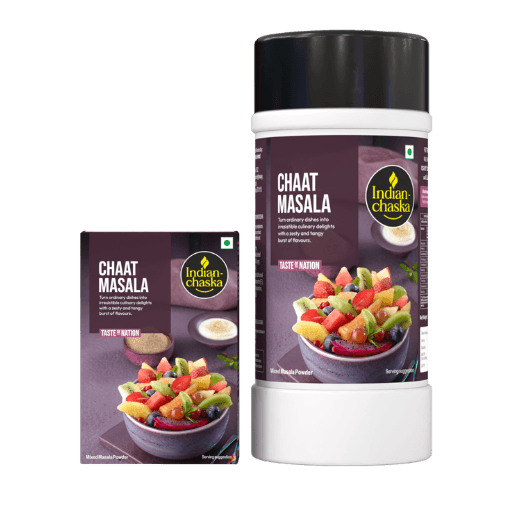 CHAAT
MASALA
Turn ordinary dishes into
irresistible culinary delights
with a zesty and tangy
burst of flavours.
Indian-
chaska
TASTE OF NATION
Mixed Masala Powder
Serving suggestion
CHAAT
MASALA
Turn ordinary dishes into
irresistible culinary delights
with a zesty and tangy
burst of flavours.
Indian-
chaska
TASTE OF NATION
Mixed Masala Powder
Serving suggestion